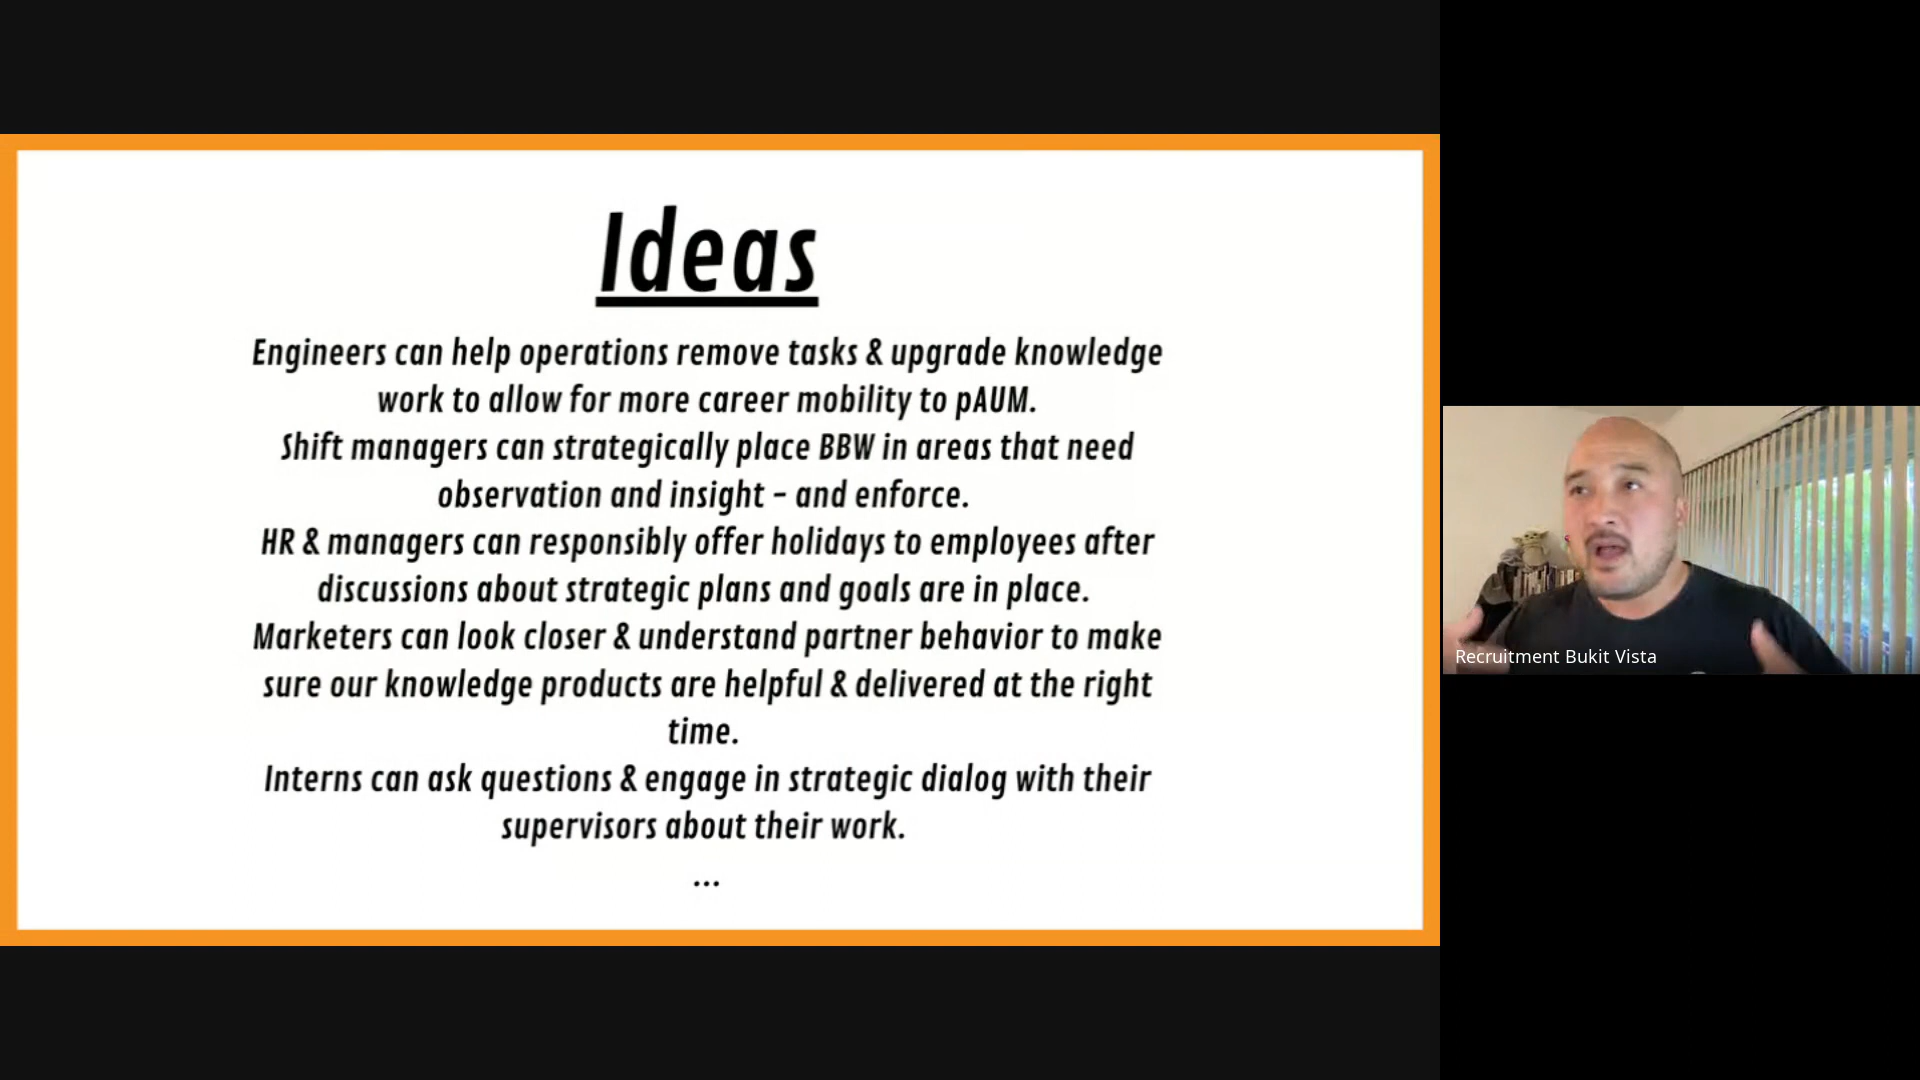 Ideas
Engineers can help operations remove tasks & upgrade knowledge
work to allow for more career mobility to pAUM.
Shift managers can strategically place BBW in areas that need
observation and insight - and enforce.
HR & managers can responsibly offer holidays to employees after
discussions about strategic plans and goals are in place.
Marketers can look closer & understand partner behavior to make
sure our knowledge products are helpful & delivered at the right
time.
Interns can ask questions & engage in strategic dialog with their
supervisors about their work.
...
Recruitment Bukit Vista